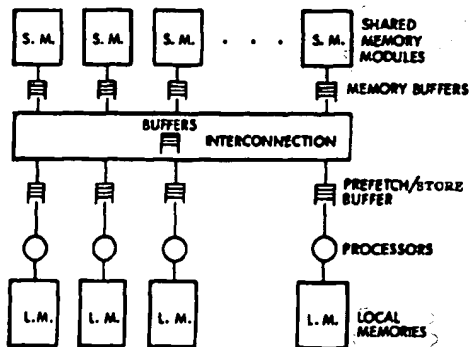 S. M. S. M. S. M. . . . S. M.
SHARED
MEMORY
MODULES
MEMORY BUFFERS
BUFFERS
INTERCONNECTION
PREFETCH/STORE
BUFFER
PROCESSORS
L. M. L. M. L. M. L. M.
LOCAL
MEMORIES